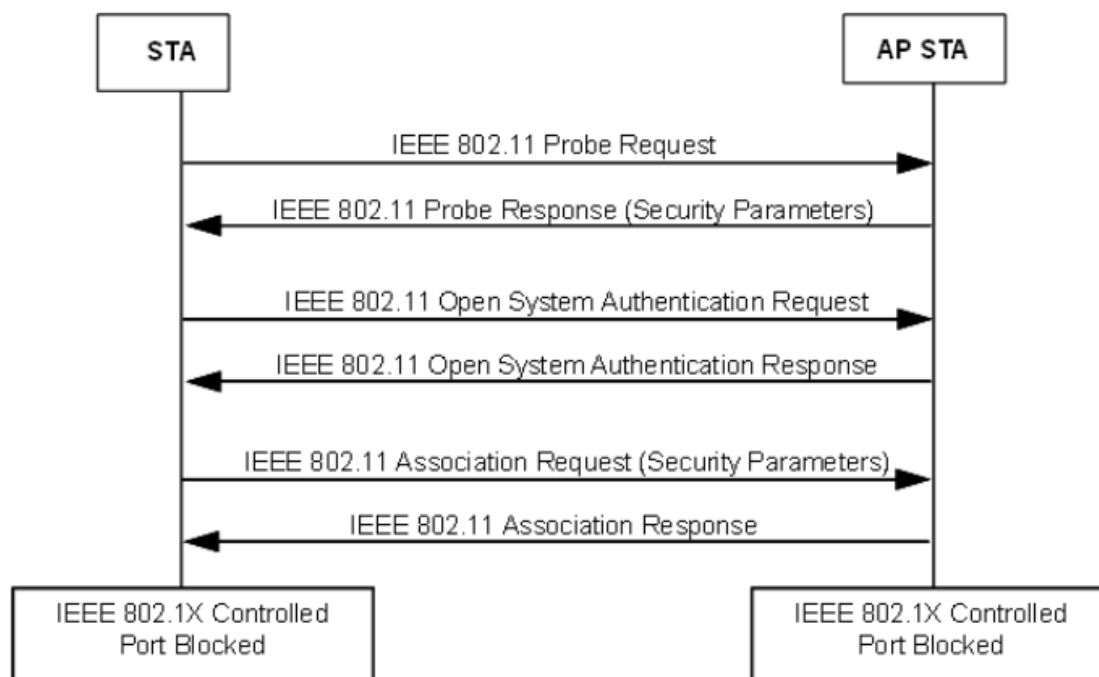 STA
AP STA
IEEE 802.11 Probe Request
IEEE 802.11 Probe Response (Security Parameters)
IEEE 802.11 Open System Authentication Request
IEEE 802.11 Open System Authentication Response
IEEE 802.11 Association Request (Security Parameters)
IEEE 802.11 Association Response
IEEE 802.1X Controlled
Port Blocked
IEEE 802.1X Controlled
Port Blocked